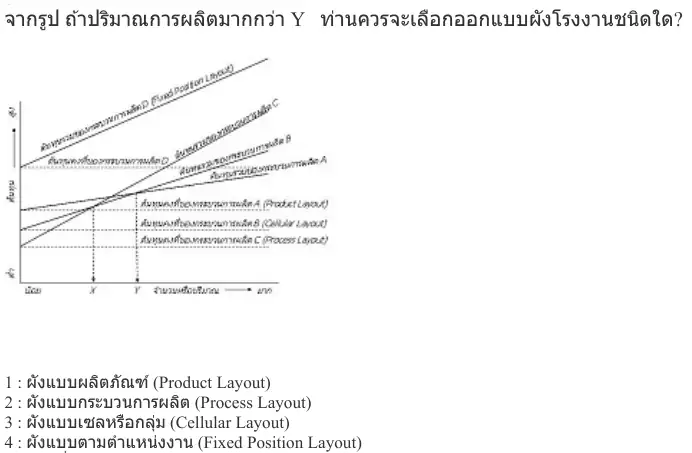 จากรูป ถ้าปริมาณการผลิตมากกว่า Y ท่านควรจะเลือกออกแบบผังโรงงานชนิดใด?
ต้นทุนรวมของกระบวนการผลิต D (Fixed Position Layout)
ต้นทุนรวมของกระบวนการผลิต C
ต้นทุนรวมของกระบวนการผลิต B
ต้นทุนรวมของกระบวนการผลิต A
ต้นทุนคงที่ของกระบวนการผลิต D
ต้นทุนคงที่ของกระบวนการผลิต A (Product Layout)
ต้นทุนคงที่ของกระบวนการผลิต B (Cellular Layout)
ต้นทุนคงที่ของกระบวนการผลิต C (Process Layout)
สูง
ต้นทุน
ต่ำ
น้อย X Y จำนวนหรือปริมาณ มาก
1 : ผังแบบผลิตภัณฑ์ (Product Layout)
2 : ผังแบบกระบวนการผลิต (Process Layout)
3 : ผังแบบเซลหรือกลุ่ม (Cellular Layout)
4 : ผังแบบตามตำแหน่งงาน (Fixed Position Layout)